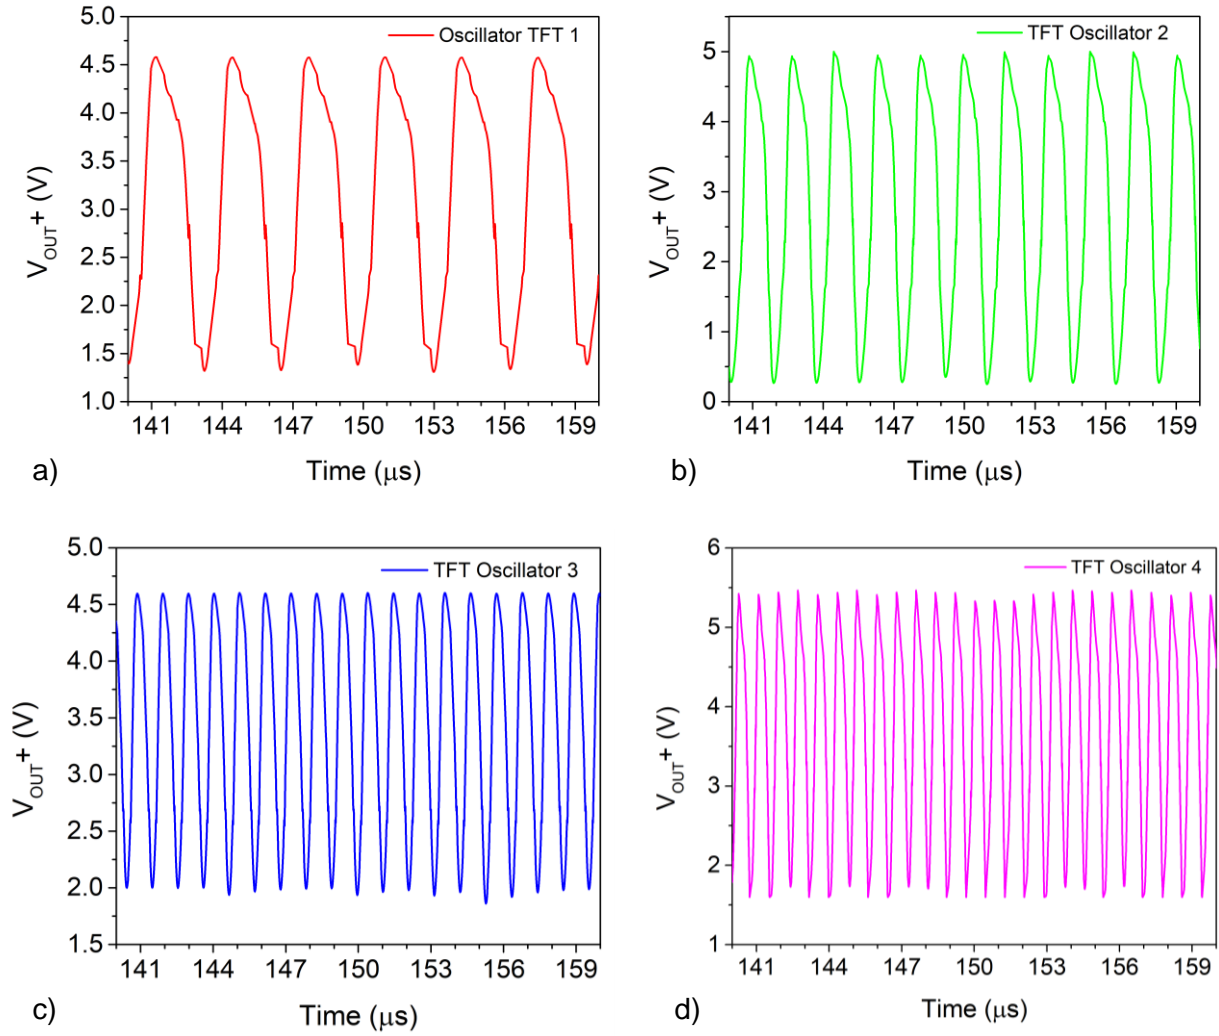 5.0
4.5
4.0
3.5
3.0
2.5
2.0
1.5
1.0
V_OUT+ (V)
Oscillator TFT 1
141 144 147 150 153 156 159
Time (μs)
a)
5
4
3
2
1
0
V_OUT+ (V)
TFT Oscillator 2
141 144 147 150 153 156 159
Time (μs)
b)
5.0
4.5
4.0
3.5
3.0
2.5
2.0
1.5
V_OUT+ (V)
TFT Oscillator 3
141 144 147 150 153 156 159
Time (μs)
c)
6
5
4
3
2
1
V_OUT+ (V)
TFT Oscillator 4
141 144 147 150 153 156 159
Time (μs)
d)